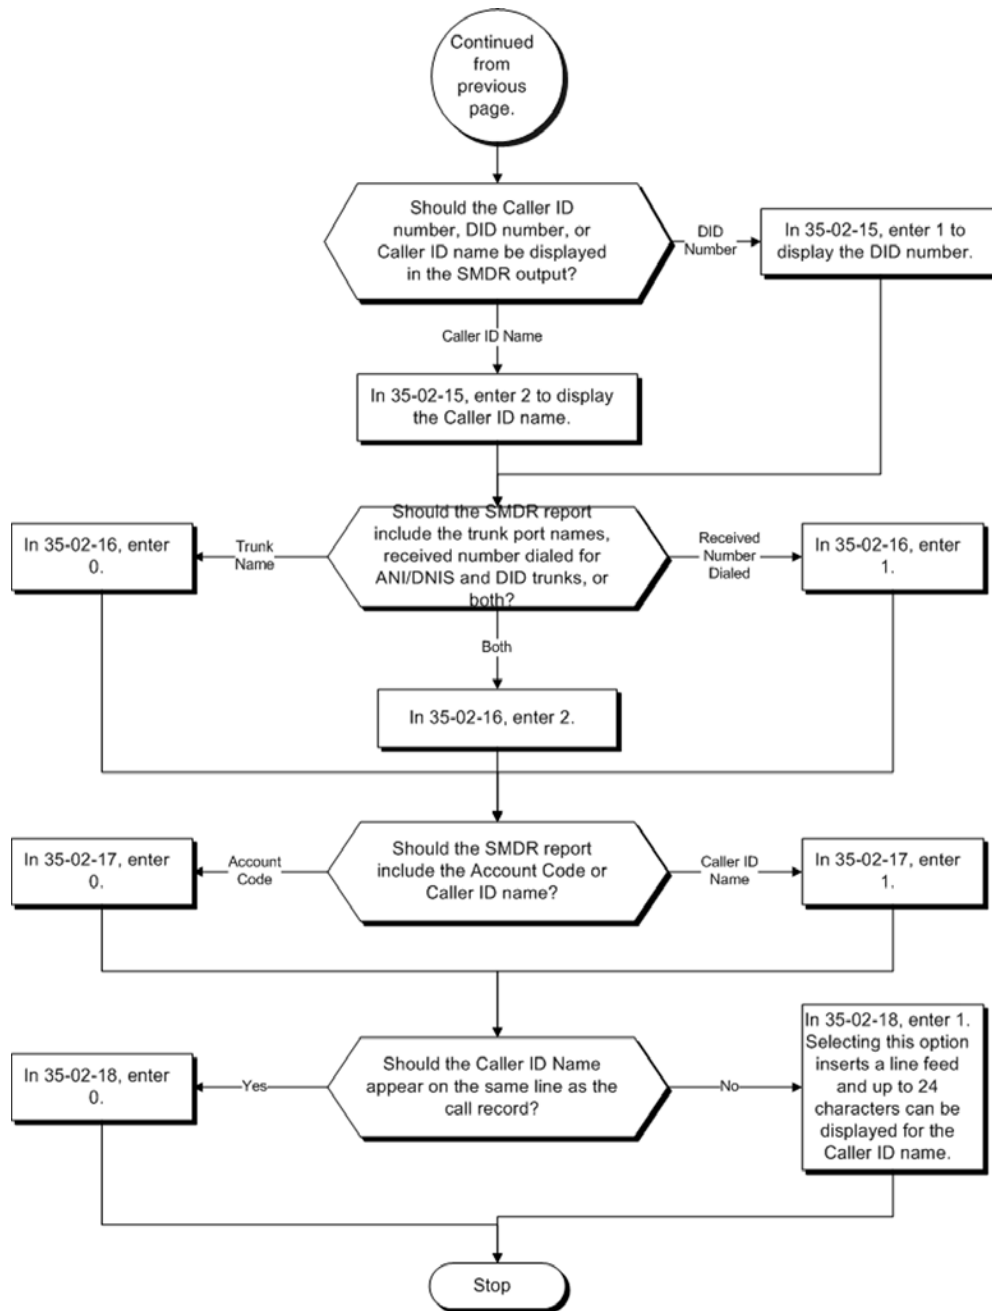 Continued
from
previous
page.
Should the Caller ID
number, DID number, or
Caller ID name be displayed
in the SMDR output?
DID
Number
In 35-02-15, enter 1 to
display the DID number.
Caller ID Name
In 35-02-15, enter 2 to display
the Caller ID name.
Should the SMDR report
include the trunk port names,
received number dialed for
ANI/DNIS and DID trunks, or
both?
Trunk
Name
In 35-02-16, enter
0.
Received
Number
Dialed
In 35-02-16, enter
1.
Both
In 35-02-16, enter 2.
Should the SMDR report
include the Account Code or
Caller ID name?
Account
Code
In 35-02-17, enter
0.
Caller ID
Name
In 35-02-17, enter
1.
Should the Caller ID Name
appear on the same line as the
call record?
Yes
In 35-02-18, enter
0.
No
In 35-02-18, enter 1.
Selecting this option
inserts a line feed
and up to 24
characters can be
displayed for the
Caller ID name.
Stop